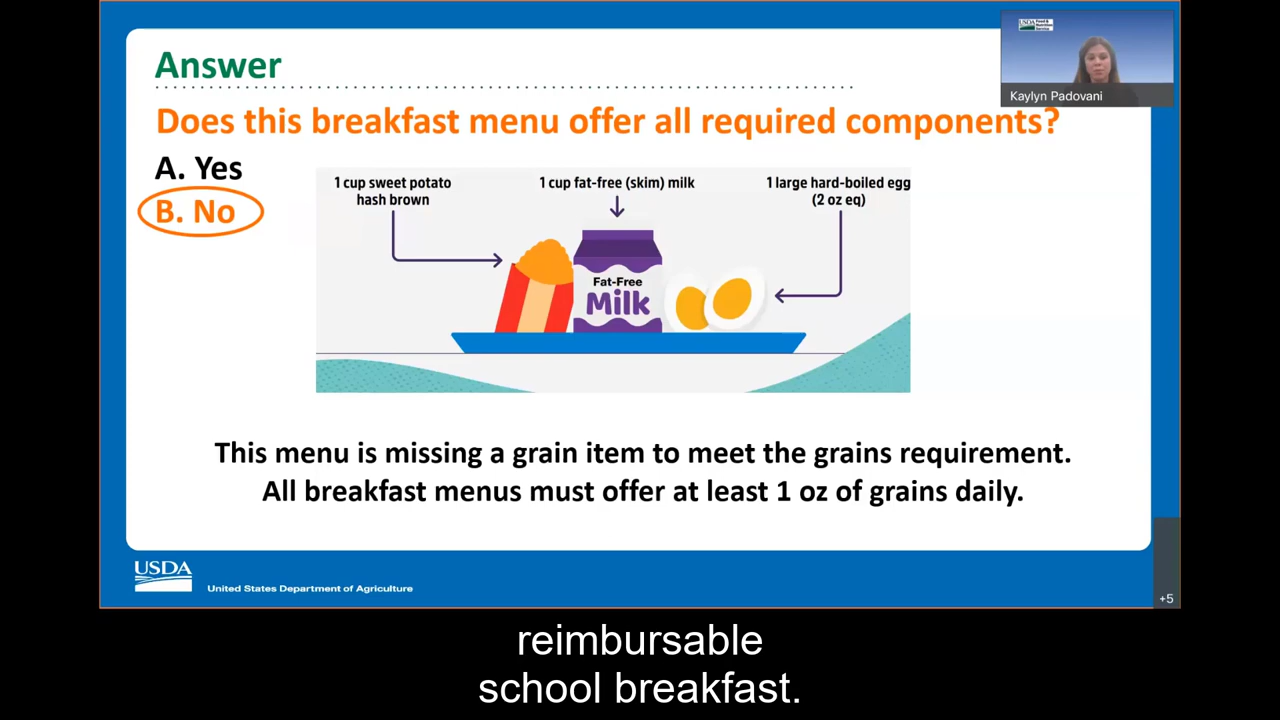 Answer
Kaylyn Padovani
Does this breakfast menu offer all required components?
A. Yes
B. No
1 cup sweet potato
hash brown
1 cup fat-free (skim) milk
1 large hard-boiled egg
(2 oz eq)
Fat-Free
Milk
This menu is missing a grain item to meet the grains requirement.
All breakfast menus must offer at least 1 oz of grains daily.
USDA
United States Department of Agriculture
+5
reimbursable
school breakfast.